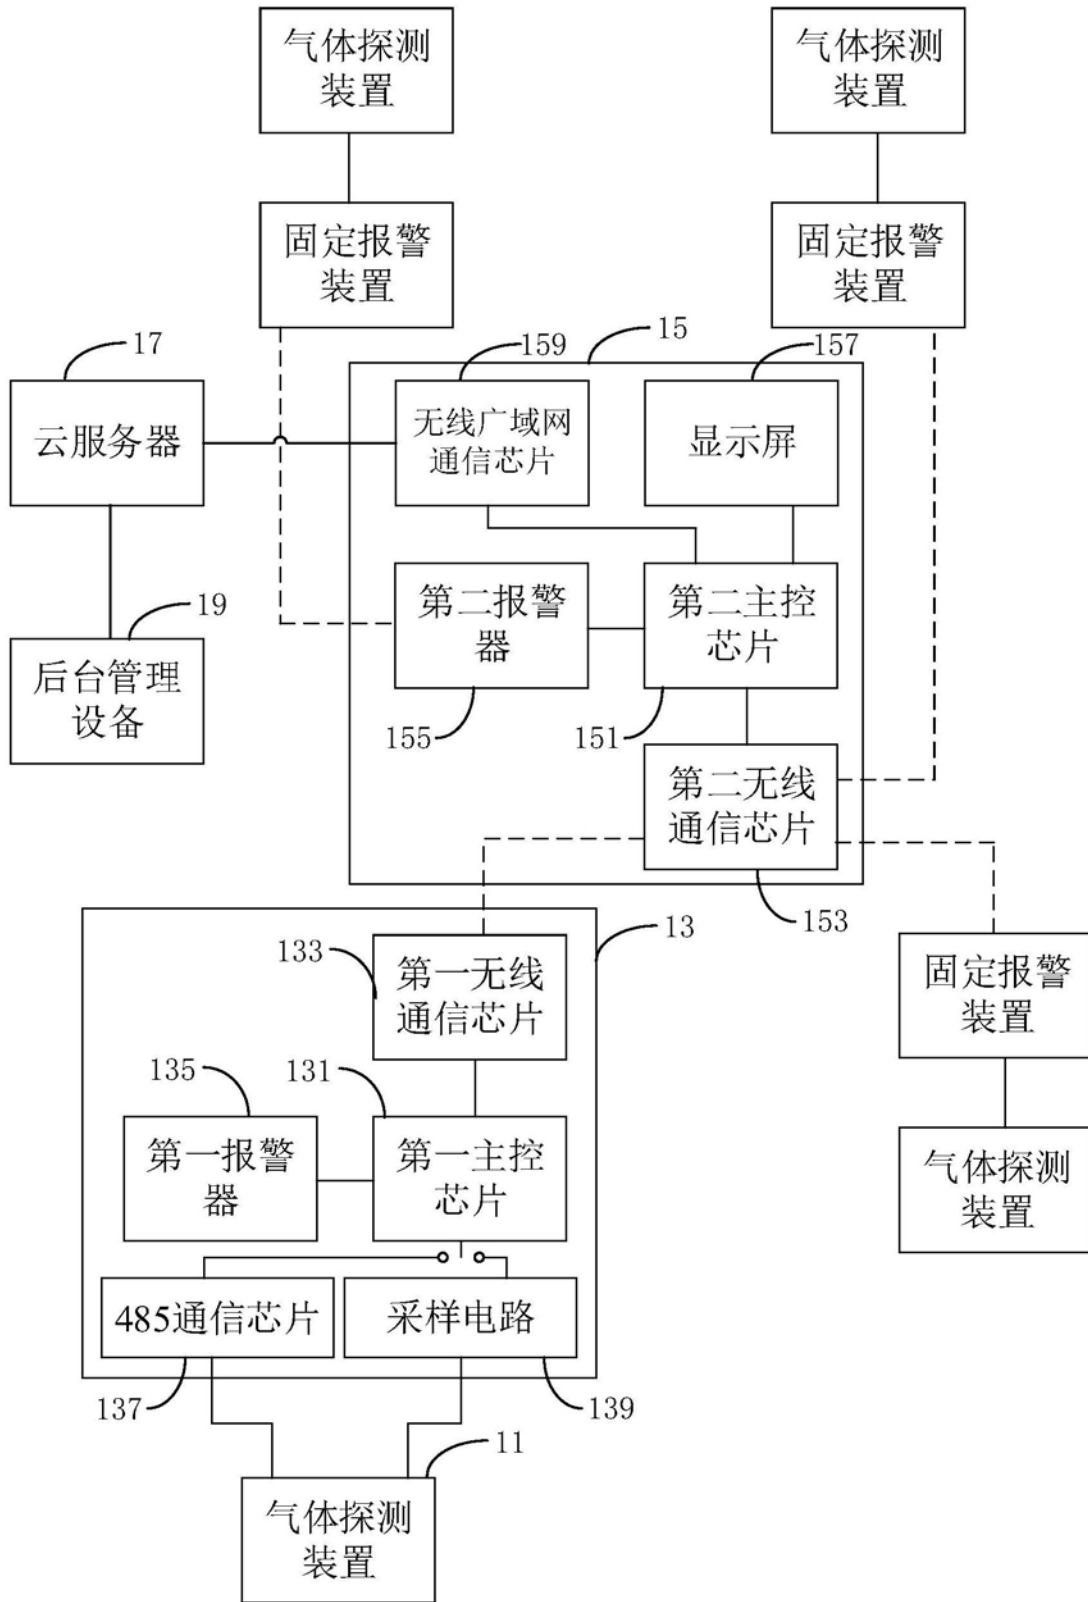 气体探测
装置
气体探测
装置
固定报警
装置
固定报警
装置
17
159
15
157
云服务器
无线广域网
通信芯片
显示屏
19
后台管理
设备
第二报警
器
第二主控
芯片
155
151
第二无线
通信芯片
153
13
133
第一无线
通信芯片
固定报警
装置
135
131
第一报警
器
第一主控
芯片
气体探测
装置
485通信芯片
采样电路
137
139
11
气体探测
装置